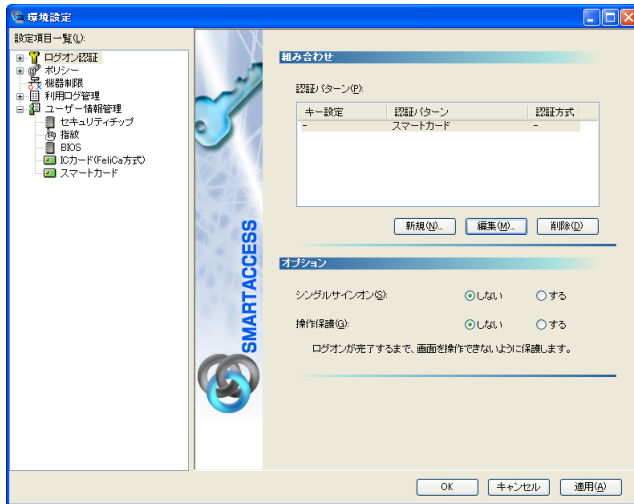 環境設定
設定項目一覧(L):
ログオン認証
ポリシー
機器制限
利用ログ管理
ユーザー情報管理
セキュリティチップ
指紋
BIOS
ICカード(FeliCa方式)
スマートカード
SMARTACCESS
組み合わせ
認証パターン(P):
キー設定 認証パターン 認証方式
- スマートカード -
新規(N)... 編集(M)... 削除(D)
オプション
シングルサインオン(S): しない する
操作保護(G): しない する
ログオンが完了するまで、画面を操作できないように保護します。
OK キャンセル 適用(A)